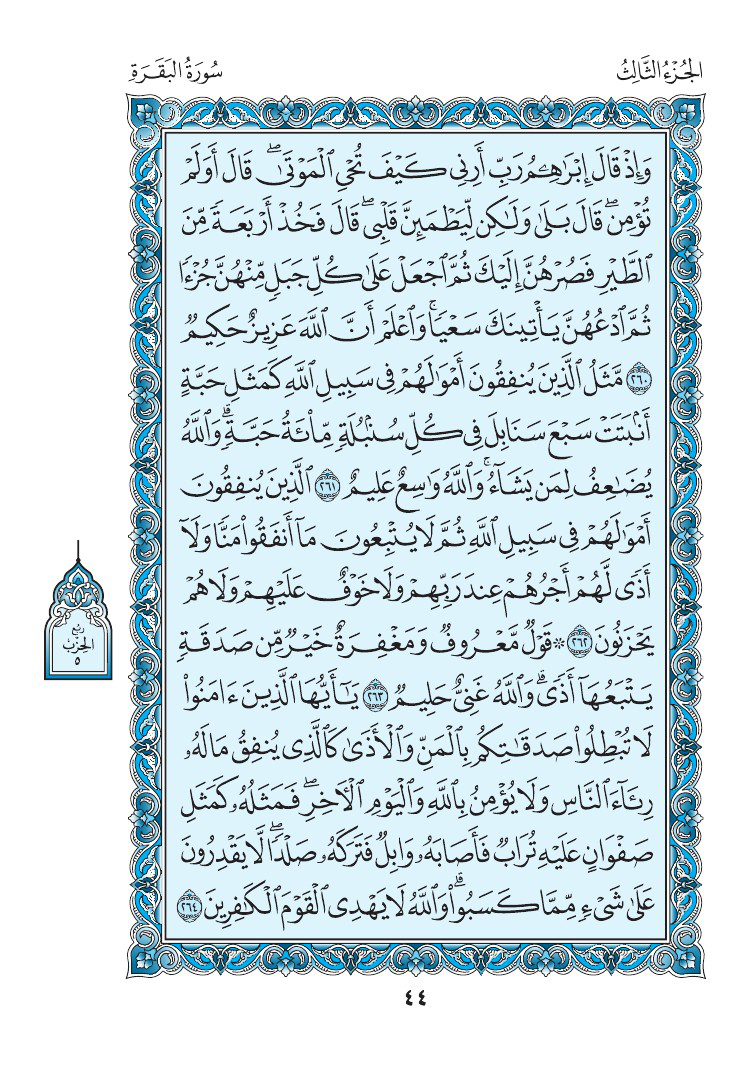 الجُزْءُ الثَّالِثُ
سُورَةُ البَقَرَةِ
وَإِذۡ قَالَ إِبۡرَٰهِـۧمُ رَبِّ أَرِنِي كَيۡفَ تُحۡيِ ٱلۡمَوۡتَىٰۖ قَالَ أَوَلَمۡ
تُؤۡمِنۖ قَالَ بَلَىٰ وَلَٰكِن لِّيَطۡمَئِنَّ قَلۡبِيۖ قَالَ فَخُذۡ أَرۡبَعَةٗ مِّنَ
ٱلطَّيۡرِ فَصُرۡهُنَّ إِلَيۡكَ ثُمَّ ٱجۡعَلۡ عَلَىٰ كُلِّ جَبَلٖ مِّنۡهُنَّ جُزۡءٗا
ثُمَّ ٱدۡعُهُنَّ يَأۡتِينَكَ سَعۡيٗاۚ وَٱعۡلَمۡ أَنَّ ٱللَّهَ عَزِيزٌ حَكِيمٞ
٢٦٠ مَّثَلُ ٱلَّذِينَ يُنفِقُونَ أَمۡوَٰلَهُمۡ فِي سَبِيلِ ٱللَّهِ كَمَثَلِ حَبَّةٍ
أَنۢبَتَتۡ سَبۡعَ سَنَابِلَ فِي كُلِّ سُنۢبُلَةٖ مِّاْئَةُ حَبَّةٖۗ وَٱللَّهُ
يُضَٰعِفُ لِمَن يَشَآءُۚ وَٱللَّهُ وَٰسِعٌ عَلِيمٌ ٢٦١ ٱلَّذِينَ يُنفِقُونَ
أَمۡوَٰلَهُمۡ فِي سَبِيلِ ٱللَّهِ ثُمَّ لَا يُتۡبِعُونَ مَآ أَنفَقُواْ مَنّٗا وَلَآ
أَذٗى لَّهُمۡ أَجۡرُهُمۡ عِندَ رَبِّهِمۡ وَلَا خَوۡفٌ عَلَيۡهِمۡ وَلَا هُمۡ
يَحۡزَنُونَ ٢٦٢ ۞ قَوۡلٞ مَّعۡرُوفٞ وَمَغۡفِرَةٌ خَيۡرٞ مِّن صَدَقَةٖ
يَتۡبَعُهَآ أَذٗىۗ وَٱللَّهُ غَنِيٌّ حَلِيمٞ ٢٦٣ يَٰٓأَيُّهَا ٱلَّذِينَ ءَامَنُواْ
لَا تُبۡطِلُواْ صَدَقَٰتِكُم بِٱلۡمَنِّ وَٱلۡأَذَىٰ كَٱلَّذِي يُنفِقُ مَالَهُۥ
رِئَآءَ ٱلنَّاسِ وَلَا يُؤۡمِنُ بِٱللَّهِ وَٱلۡيَوۡمِ ٱلۡأٓخِرِۖ فَمَثَلُهُۥ كَمَثَلِ
صَفۡوَانٍ عَلَيۡهِ تُرَابٞ فَأَصَابَهُۥ وَابِلٞ فَتَرَكَهُۥ صَلۡدٗاۖ لَّا يَقۡدِرُونَ
عَلَىٰ شَيۡءٖ مِّمَّا كَسَبُواْۗ وَٱللَّهُ لَا يَهۡدِي ٱلۡقَوۡمَ ٱلۡكَٰفِرِينَ ٢٦٤
رُبْعُ
الحِزْبِ
٥
٤٤